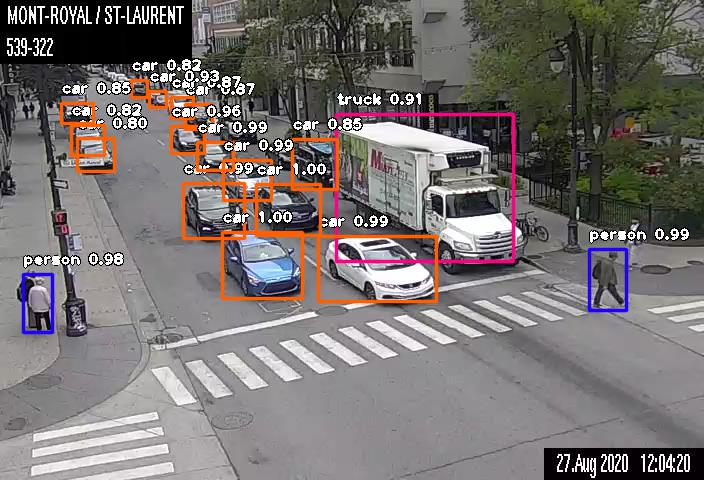 MONT-ROYAL / ST-LAURENT
539-322
car 0.82
car 0.93
car 0.85
0.87
0.87
car 0.82
car 0.96
0.80
truck 0.91
car 0.99
car 0.85
car 0.99
0.99
car 1.00
car 1.00
car 0.99
person 0.99
person 0.98
27.Aug 2020 12:04:20